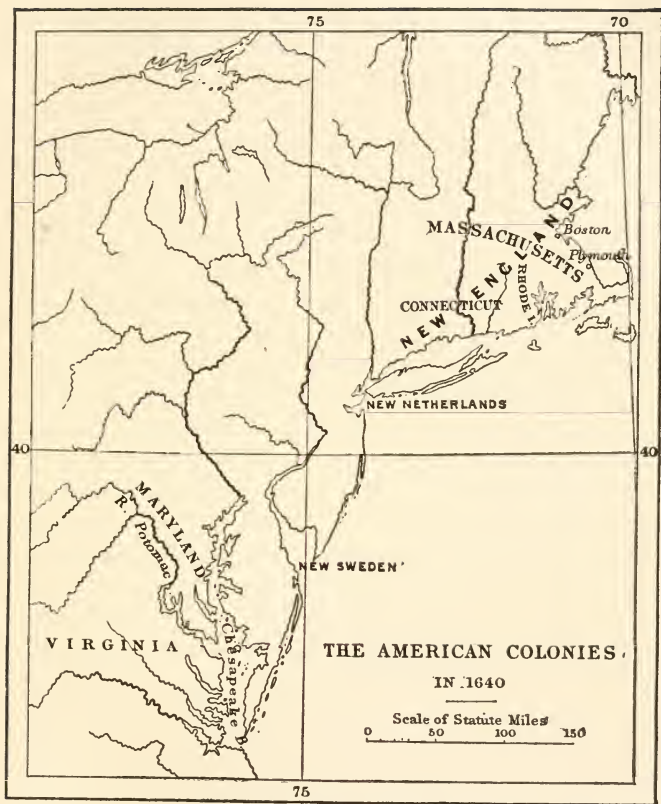 75 70
NEW ENGLAND
MASSACHUSETTS
Boston
Plymouth
RHODE I.
CONNECTICUT
NEW NETHERLANDS
40 40
MARYLAND
R. Potomac
NEW SWEDEN
VIRGINIA
Chesapeake B.
THE AMERICAN COLONIES
IN 1640
Scale of Statute Miles
0 50 100 150
75